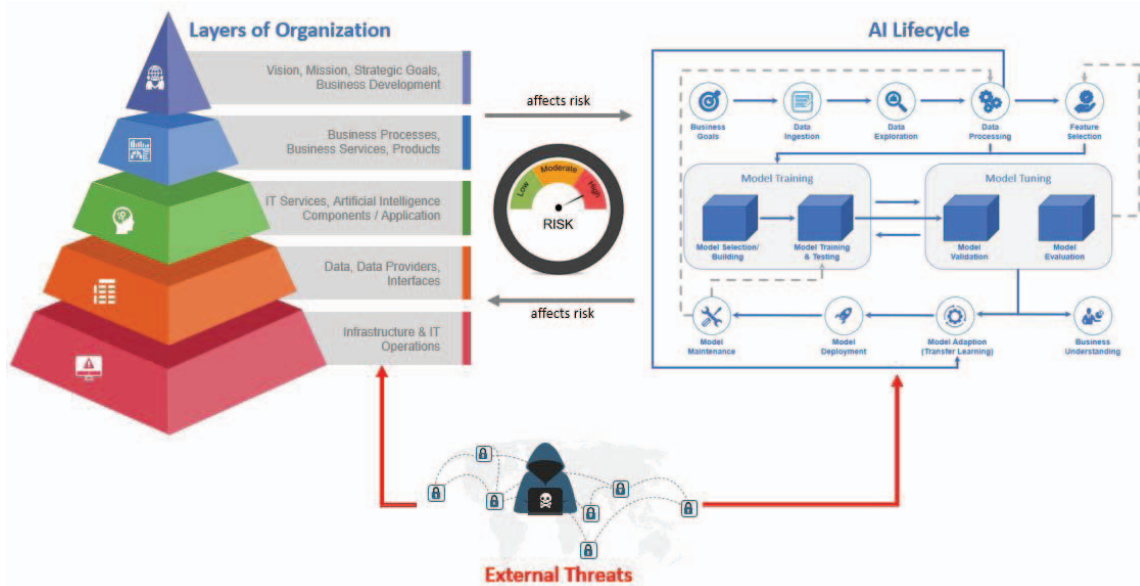 Layers of Organization
Vision, Mission, Strategic Goals,
Business Development
Business Processes,
Business Services, Products
IT Services, Artificial Intelligence
Components / Application
Data, Data Providers,
Interfaces
Infrastructure & IT
Operations
affects risk
Low
Moderate
High
RISK
affects risk
AI Lifecycle
Business
Goals
Data
Ingestion
Data
Exploration
Data
Processing
Feature
Selection
Model Training
Model Selection/
Building
Model Training
& Testing
Model Tuning
Model
Validation
Model
Evaluation
Model
Maintenance
Model
Deployment
Model Adaption
(Transfer Learning)
Business
Understanding
External Threats